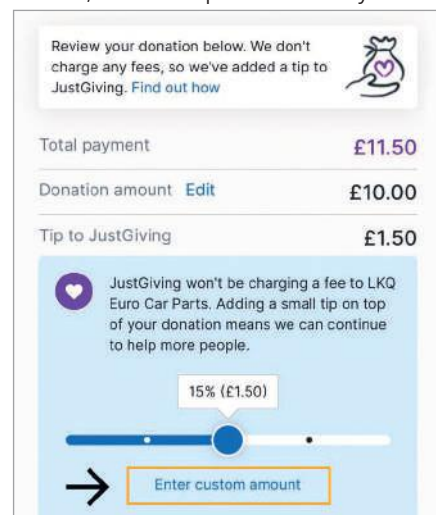 Review your donation below. We don't
charge any fees, so we've added a tip to
JustGiving. Find out how
Total payment £11.50
Donation amount Edit £10.00
Tip to JustGiving £1.50
JustGiving won't be charging a fee to LKQ
Euro Car Parts. Adding a small tip on top
of your donation means we can continue
to help more people.
15% (£1.50)
Enter custom amount